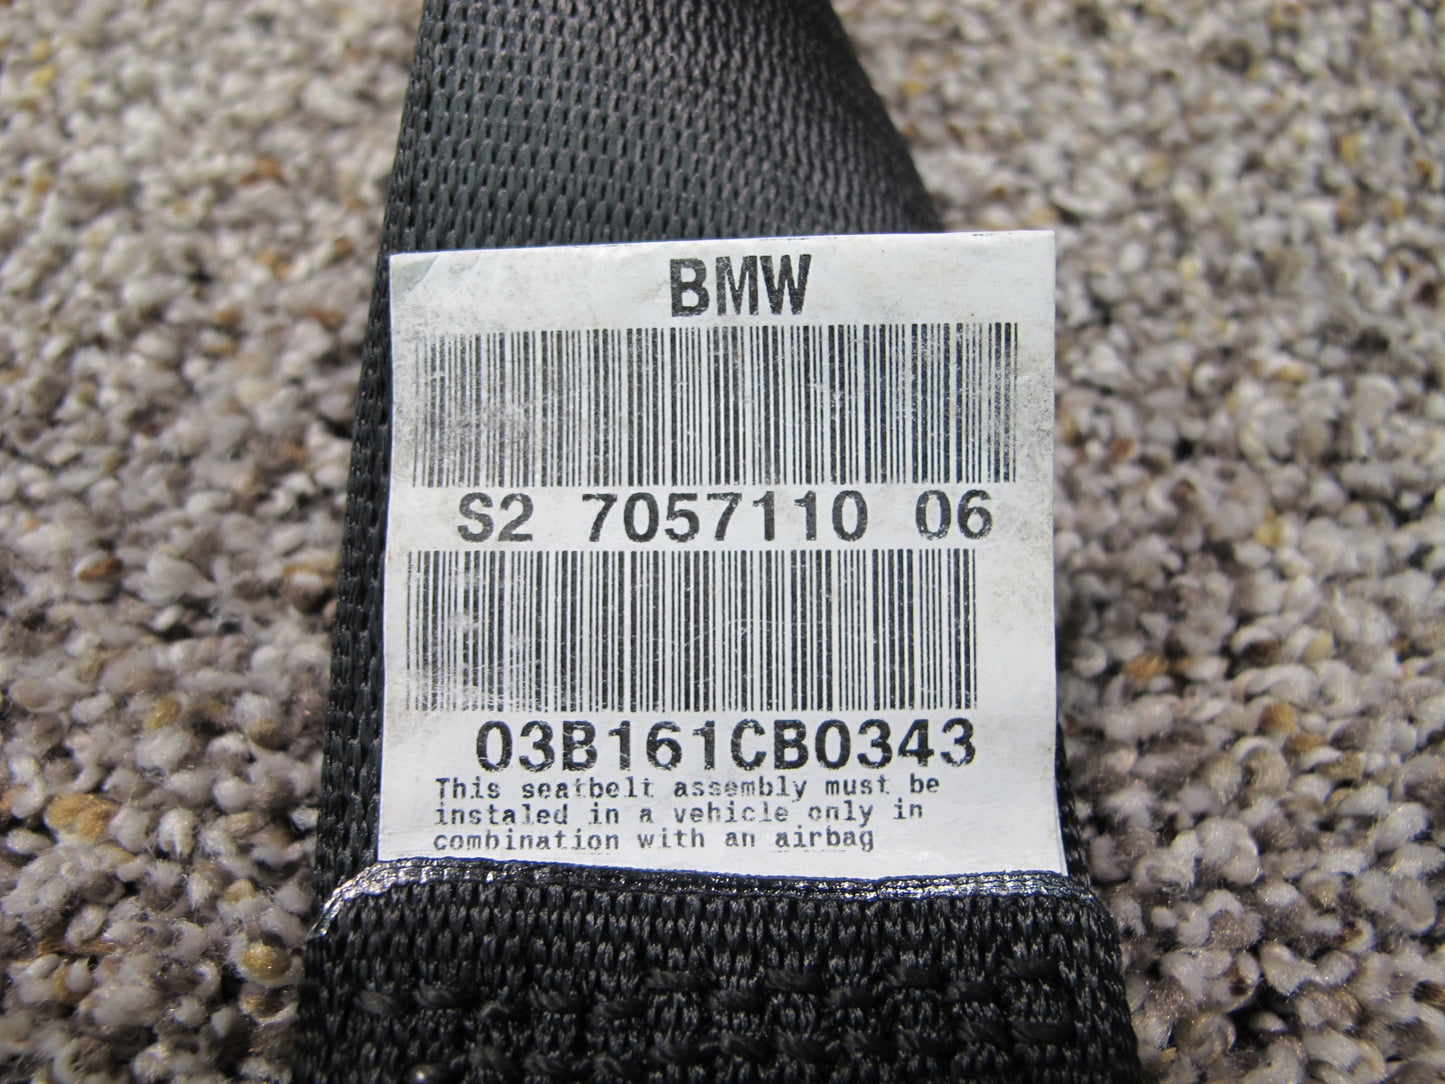 BMW
S2 7057110 06
03B161CB0343
This seatbelt assembly must be
instaled in a vehicle only in
combination with an airbag